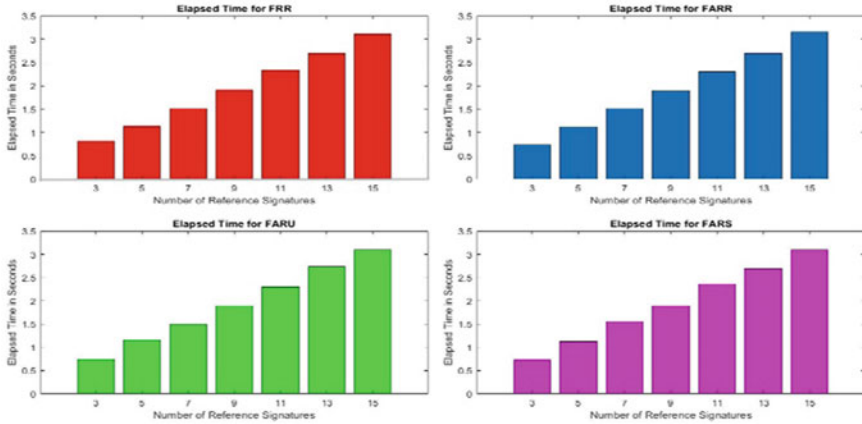 Elapsed Time for FRR
Elapsed Time in Seconds
3.5
3
2.5
2
1.5
1
0.5
0
3 5 7 9 11 13 15
Number of Reference Signatures
Elapsed Time for FARR
Elapsed Time in Seconds
3.5
3
2.5
2
1.5
1
0.5
0
3 5 7 9 11 13 15
Number of Reference Signatures
Elapsed Time for FARU
Elapsed Time in Seconds
3.5
3
2.5
2
1.5
1
0.5
0
3 5 7 9 11 13 15
Number of Reference Signatures
Elapsed Time for FARS
Elapsed Time in Seconds
3.5
3
2.5
2
1.5
1
0.5
0
3 5 7 9 11 13 15
Number of Reference Signatures